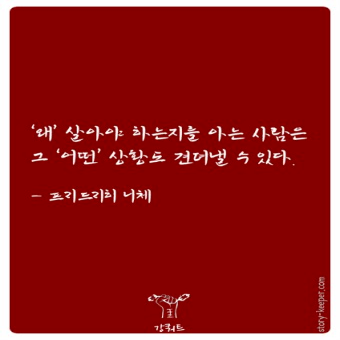 ‘왜’ 살아야 하는지를 아는 사람은
그 ‘어떤’ 상황도 견뎌낼 수 있다.
- 프리드리히 니체
강쿼트
story-keeper.com